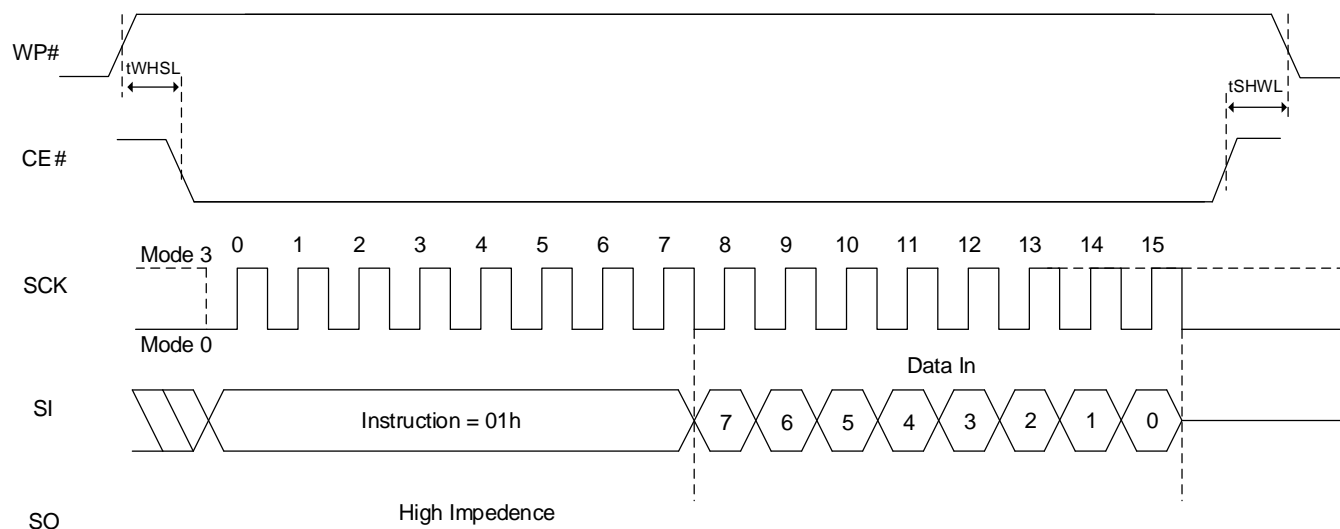 WP#
tWHSL
tSHWL
CE#
0 1 2 3 4 5 6 7 8 9 10 11 12 13 14 15
Mode 3
SCK
Mode 0
Data In
SI
Instruction = 01h
7 6 5 4 3 2 1 0
High Impedence
SO